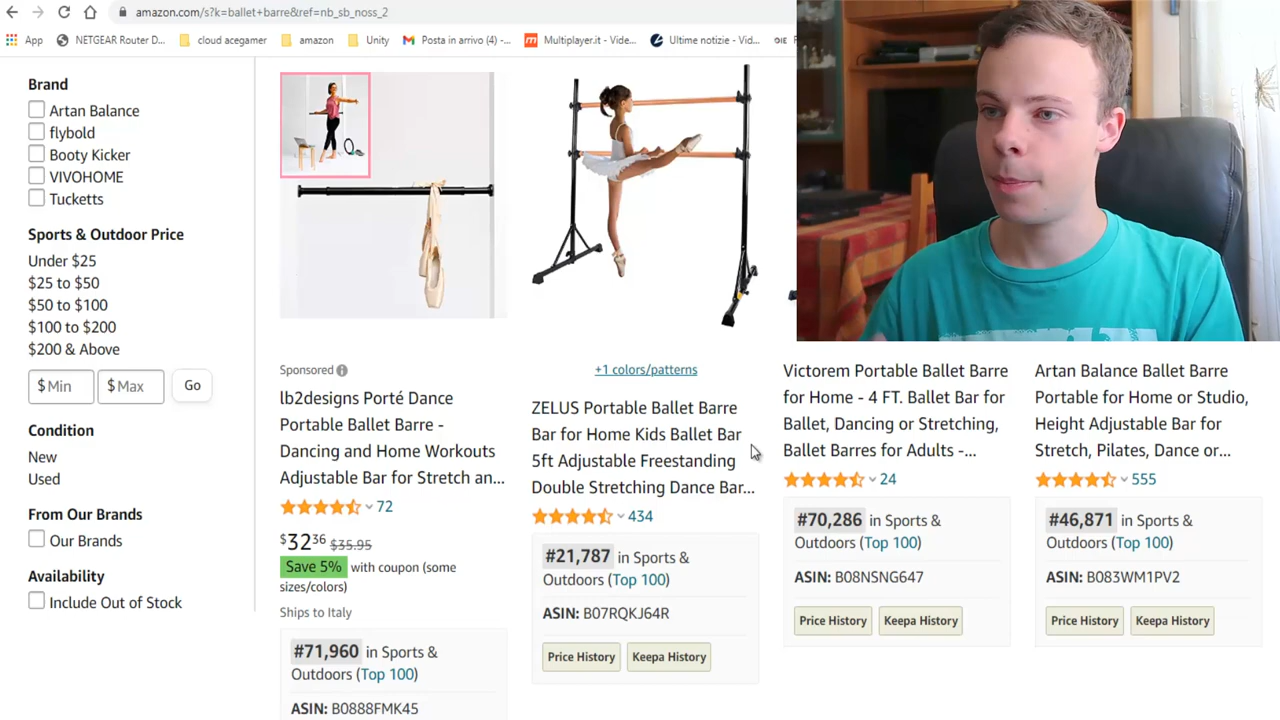 amazon.com/s?k=ballet+barre&ref=nb_sb_noss_2
App
NETGEAR Router D...
cloud acegamer
amazon
Unity
Posta in arrivo (4) -...
Multiplayer.it - Vide...
Ultime notizie - Vid...
Brand
Artan Balance
flybold
Booty Kicker
VIVOHOME
Tucketts
Sports & Outdoor Price
Under $25
$25 to $50
$50 to $100
$100 to $200
$200 & Above
$ Min
$ Max
Go
Condition
New
Used
From Our Brands
Our Brands
Availability
Include Out of Stock
Sponsored
lb2designs Porté Dance
Portable Ballet Barre -
Dancing and Home Workouts
Adjustable Bar for Stretch an...
72
$32 36 $35.95
Save 5% with coupon (some
sizes/colors)
Ships to Italy
#71,960 in Sports &
Outdoors (Top 100)
ASIN: B0888FMK45
+1 colors/patterns
ZELUS Portable Ballet Barre
Bar for Home Kids Ballet Bar
5ft Adjustable Freestanding
Double Stretching Dance Bar...
434
#21,787 in Sports &
Outdoors (Top 100)
ASIN: B07RQKJ64R
Price History
Keepa History
Victorem Portable Ballet Barre
for Home - 4 FT. Ballet Bar for
Ballet, Dancing or Stretching,
Ballet Barres for Adults -...
24
#70,286 in Sports &
Outdoors (Top 100)
ASIN: B08NSNG647
Price History
Keepa History
Artan Balance Ballet Barre
Portable for Home or Studio,
Height Adjustable Bar for
Stretch, Pilates, Dance or...
555
#46,871 in Sports &
Outdoors (Top 100)
ASIN: B083WM1PV2
Price History
Keepa History